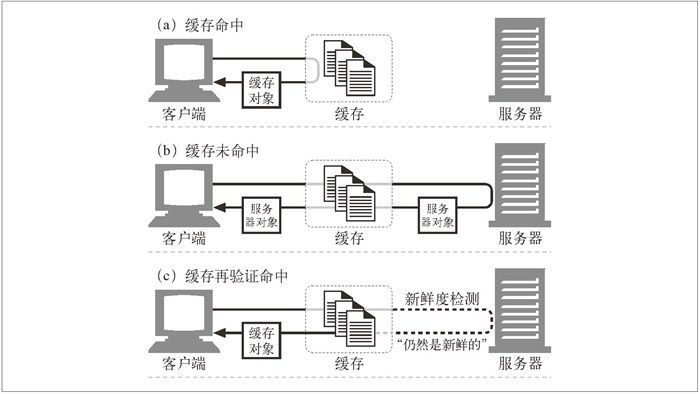 (a) 缓存命中
缓存
对象
客户端
缓存
服务器
(b) 缓存未命中
服务
器对象
服务
器对象
客户端
缓存
服务器
(c) 缓存再验证命中
新鲜度检测
缓存
对象
“仍然是新鲜的”
客户端
缓存
服务器